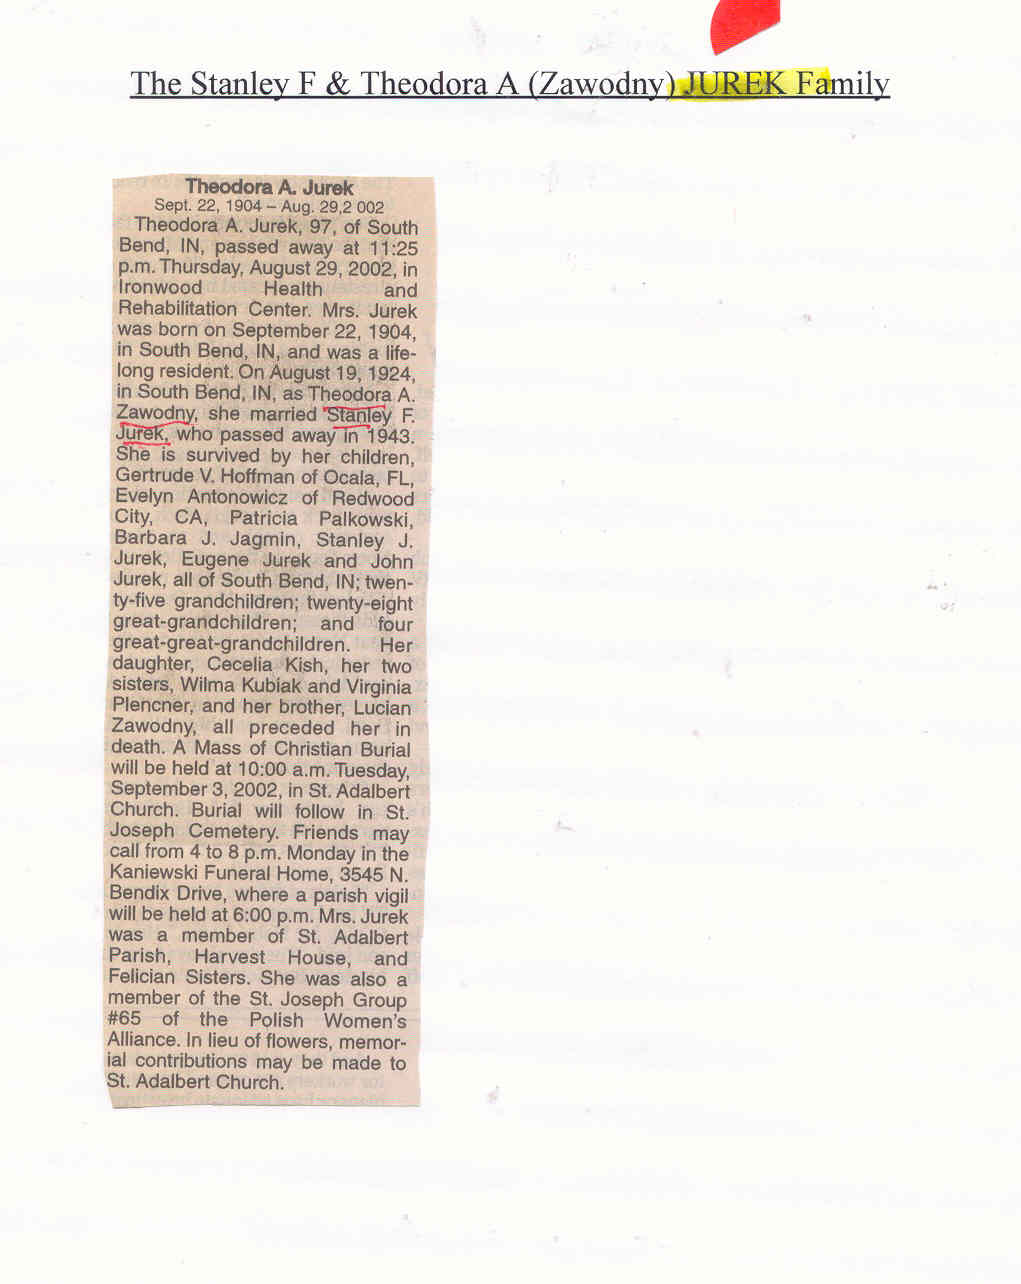 The Stanley F & Theodora A (Zawodny) JUREK Family
Theodora A. Jurek
Sept. 22, 1904 – Aug. 29,2 002
Theodora A. Jurek, 97, of South
Bend, IN, passed away at 11:25
p.m. Thursday, August 29, 2002, in
Ironwood Health and
Rehabilitation Center. Mrs. Jurek
was born on September 22, 1904,
in South Bend, IN, and was a life-
long resident. On August 19, 1924,
in South Bend, IN, as Theodora A.
Zawodny, she married Stanley F.
Jurek, who passed away in 1943.
She is survived by her children,
Gertrude V. Hoffman of Ocala, FL,
Evelyn Antonowicz of Redwood
City, CA, Patricia Palkowski,
Barbara J. Jagmin, Stanley J.
Jurek, Eugene Jurek and John
Jurek, all of South Bend, IN; twen-
ty-five grandchildren; twenty-eight
great-grandchildren; and four
great-great-grandchildren. Her
daughter, Cecelia Kish, her two
sisters, Wilma Kubiak and Virginia
Plencner, and her brother, Lucian
Zawodny, all preceded her in
death. A Mass of Christian Burial
will be held at 10:00 a.m. Tuesday,
September 3, 2002, in St. Adalbert
Church. Burial will follow in St.
Joseph Cemetery. Friends may
call from 4 to 8 p.m. Monday in the
Kaniewski Funeral Home, 3545 N.
Bendix Drive, where a parish vigil
will be held at 6:00 p.m. Mrs. Jurek
was a member of St. Adalbert
Parish, Harvest House, and
Felician Sisters. She was also a
member of the St. Joseph Group
#65 of the Polish Women's
Alliance. In lieu of flowers, memor-
ial contributions may be made to
St. Adalbert Church.